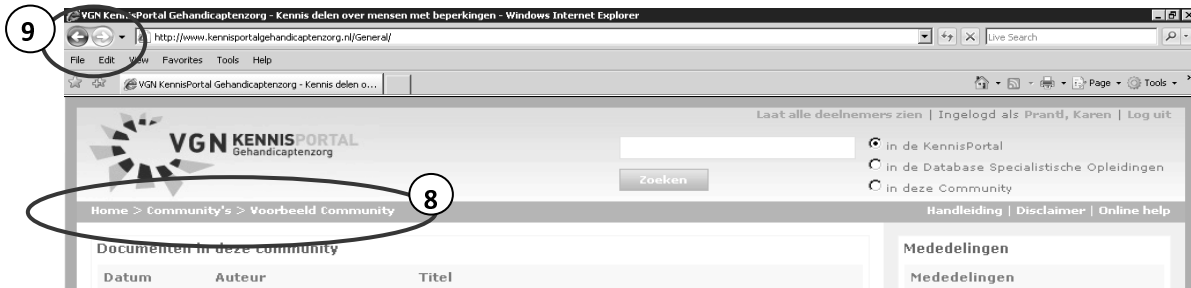 9
VGN Kennis Portal Gehandicaptenzorg - Kennis delen over mensen met beperkingen - Windows Internet Explorer
http://www.kennisportalgehandicaptenzorg.nl/General/
Live Search
File Edit View Favorites Tools Help
VGN KennisPortal Gehandicaptenzorg - Kennis delen o...
Page Tools
Laat alle deelnemers zien | Ingelogd als Prantl, Karen | Log uit
VGN KENNISPORTAL
Gehandicaptenzorg
in de KennisPortal
in de Database Specialistische Opleidingen
Zoeken
in deze Community
8
Home > Community's > Voorbeeld Community
Handleiding | Disclaimer | Online help
Documenten in deze community
Mededelingen
Datum Auteur Titel
Mededelingen